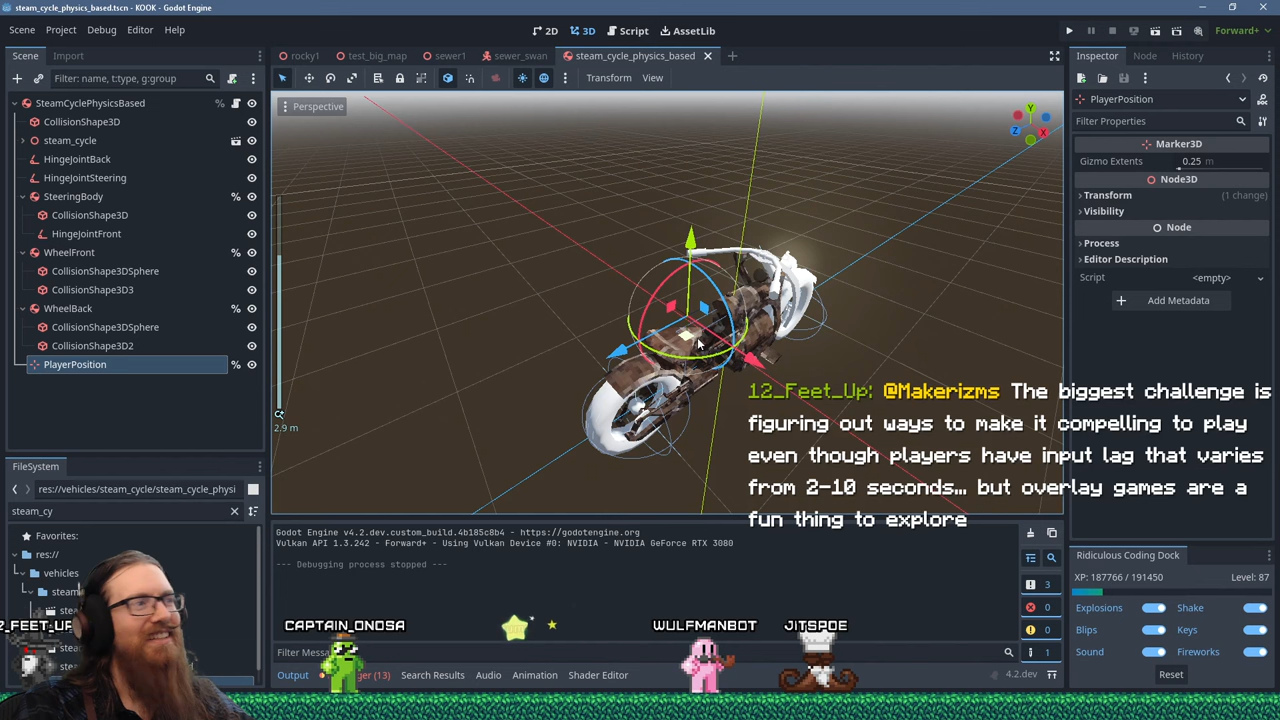 steam_cycle_physics_based.tscn - KOOK - Godot Engine
Scene Project Debug Editor Help
2D 3D Script AssetLib
Forward+
Scene Import
rocky1 test_big_map sewer1 sewer_swan steam_cycle_physics_based
Inspector Node History
Filter: name, t:type, g:group
Transform View
SteamCyclePhysicsBased
CollisionShape3D
steam_cycle
HingeJointBack
HingeJointSteering
SteeringBody
CollisionShape3D
HingeJointFront
WheelFront
CollisionShape3DSphere
CollisionShape3D3
WheelBack
CollisionShape3DSphere
CollisionShape3D2
PlayerPosition
Perspective
Y
X
Z
2.9 m
PlayerPosition
Filter Properties
Marker3D
Gizmo Extents 0.25 m
Node3D
Transform (1 change)
Visibility
Node
Process
Editor Description
Script <empty>
Add Metadata
12_Feet_Up: @Makerizms The biggest challenge is
figuring out ways to make it compelling to play
even though players have input lag that varies
from 2-10 seconds... but overlay games are a
fun thing to explore
FileSystem
res://vehicles/steam_cycle/steam_cycle_physi
steam_cy
Favorites:
res://
vehicles
steam
Godot Engine v4.2.dev.custom_build.4b185c8b4 - https://godotengine.org
Vulkan API 1.3.242 - Forward+ - Using Vulkan Device #0: NVIDIA - NVIDIA GeForce RTX 3080
--- Debugging process stopped ---
3
0
0
1
Filter Mess
Output (13) Search Results Audio Animation Shader Editor
4.2.dev
Ridiculous Coding Dock
XP: 187766 / 191450 Level: 87
Explosions Shake
Blips Keys
Sound Fireworks
Reset
CAPTAIN_ONOSA WULFMANBOT JITSPOE